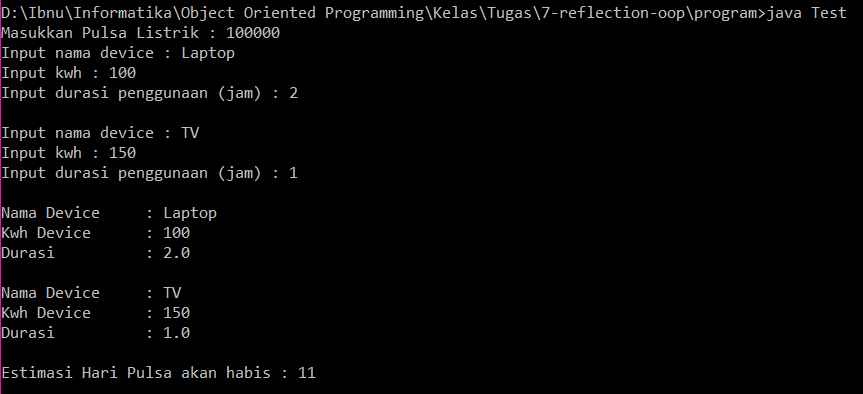 D:\Ibnu\Informatika\Object Oriented Programming\Kelas\Tugas\7-reflection-oop\program>java Test
Masukkan Pulsa Listrik : 100000
Input nama device : Laptop
Input kwh : 100
Input durasi penggunaan (jam) : 2
Input nama device : TV
Input kwh : 150
Input durasi penggunaan (jam) : 1
Nama Device     : Laptop
Kwh Device      : 100
Durasi          : 2.0
Nama Device     : TV
Kwh Device      : 150
Durasi          : 1.0
Estimasi Hari Pulsa akan habis : 11